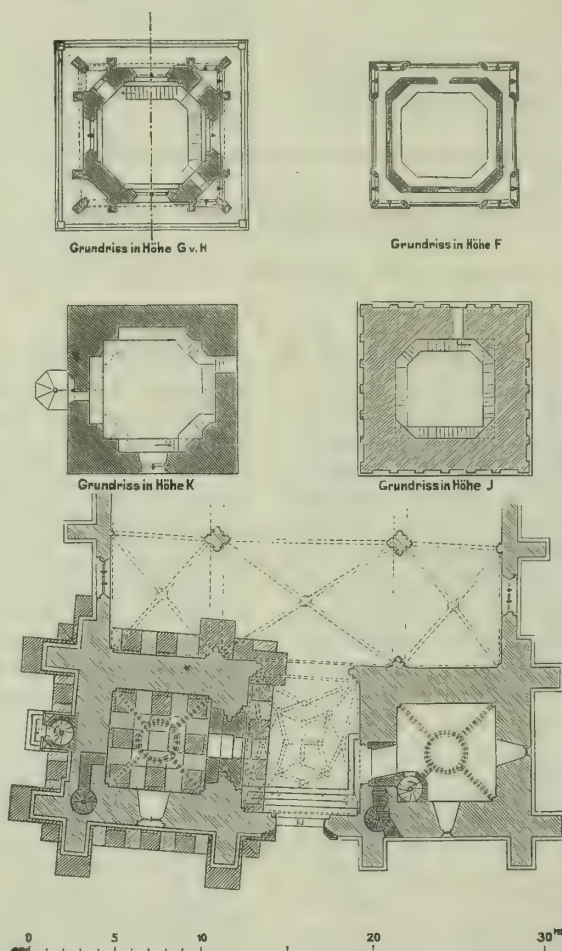 Grundriss in Höhe G v. H
Grundriss in Höhe F
Grundriss in Höhe K
Grundriss in Höhe J
0 5 10 20 30